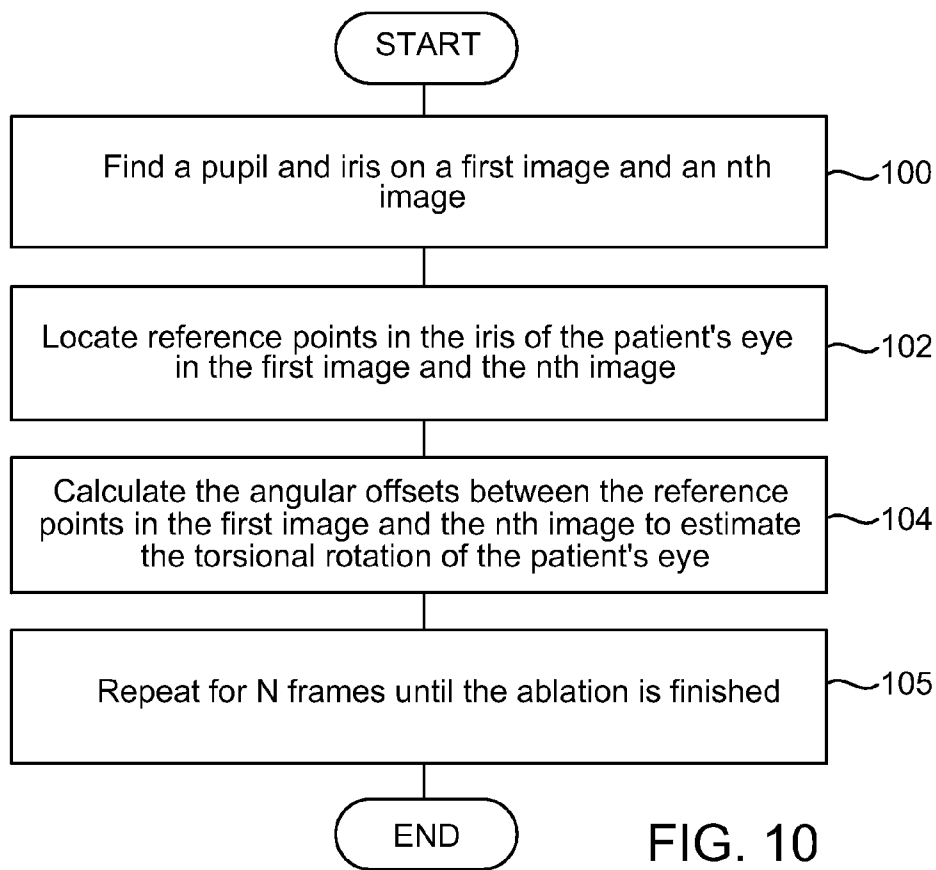 START
Find a pupil and iris on a first image and an nth
image
100
Locate reference points in the iris of the patient's eye
in the first image and the nth image
102
Calculate the angular offsets between the reference
points in the first image and the nth image to estimate
the torsional rotation of the patient's eye
104
Repeat for N frames until the ablation is finished
105
END
FIG. 10